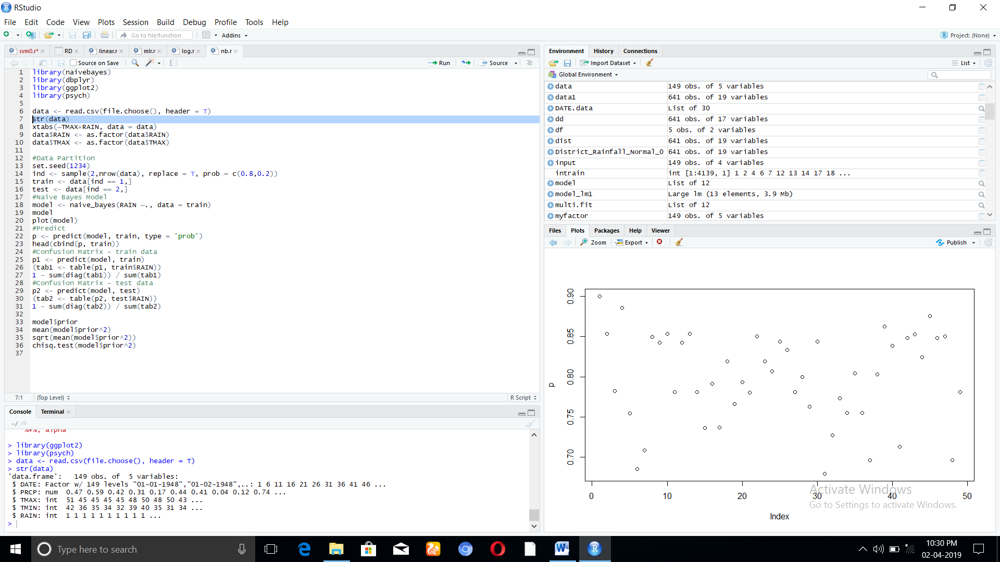 RStudio
File Edit Code View Plots Session Build Debug Profile Tools Help
Go to file/function Addins Project: (None)
svm0.r* RD linear.r mlr.r log.r nb.r
Source on Save Run Source
1 library(naivebayes)
2 library(dbplyr)
3 library(ggplot2)
4 library(psych)
5
6 data <- read.csv(file.choose(), header = T)
7 str(data)
8 xtabs(~TMAX+RAIN, data = data)
9 data$RAIN <- as.factor(data$RAIN)
10 data$TMAX <- as.factor(data$TMAX)
11
12 #Data Partition
13 set.seed(1234)
14 ind <- sample(2,nrow(data), replace = T, prob = c(0.8,0.2))
15 train <- data[ind == 1,]
16 test <- data[ind == 2,]
17 #Naive Bayes Model
18 model <- naive_bayes(RAIN ~., data = train)
19 model
20 plot(model)
21 #Predict
22 p <- predict(model, train, type = 'prob')
23 head(cbind(p, train))
24 #Confusion Matrix - train data
25 p1 <- predict(model, train)
26 (tab1 <- table(p1, train$RAIN))
27 1 - sum(diag(tab1)) / sum(tab1)
28 #Confusion Matrix - test data
29 p2 <- predict(model, test)
30 (tab2 <- table(p2, test$RAIN))
31 1 - sum(diag(tab2)) / sum(tab2)
32
33 model$prior
34 mean(model$prior^2)
35 sqrt(mean(model$prior^2))
36 chisq.test(model$prior^2)
37
7:1 (Top Level) R Script
Console Terminal
~/
%+%, alpha
> library(ggplot2)
> library(psych)
> data <- read.csv(file.choose(), header = T)
> str(data)
'data.frame': 149 obs. of 5 variables:
$ DATE: Factor w/ 149 levels "01-01-1948","01-02-1948",..: 1 6 11 16 21 26 31 36 41 46 ...
$ PRCP: num 0.47 0.59 0.42 0.31 0.17 0.44 0.41 0.04 0.12 0.74 ...
$ TMAX: int 51 45 45 45 45 48 50 48 50 43 ...
$ TMIN: int 42 36 35 34 32 39 40 35 31 34 ...
$ RAIN: int 1 1 1 1 1 1 1 1 1 1 ...
>
Environment History Connections
Import Dataset List
Global Environment
data 149 obs. of 5 variables
data1 641 obs. of 19 variables
DATE.data List of 30
dd 641 obs. of 17 variables
df 5 obs. of 2 variables
dist 641 obs. of 19 variables
District_Rainfall_Normal_0 641 obs. of 19 variables
input 149 obs. of 4 variables
intrain int [1:4139, 1] 1 2 4 6 7 12 13 14 17 18 ...
model List of 12
model_lm1 Large lm (13 elements, 3.9 Mb)
multi.fit List of 12
myfactor 149 obs. of 5 variables
Files Plots Packages Help Viewer
Zoom Export Publish
0.90
0.85
0.80
0.75
0.70
p
0 10 20 30 40 50
Index
Activate Windows
Go to Settings to activate Windows.
Type here to search
10:30 PM
02-04-2019